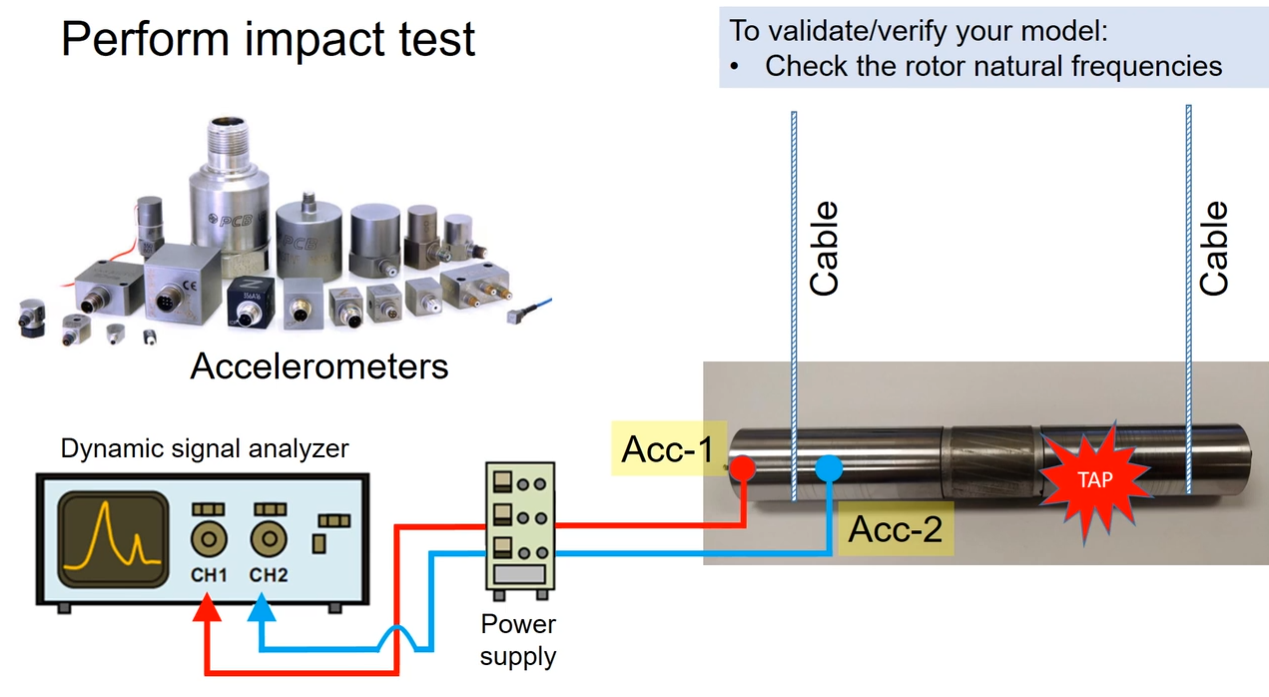 Perform impact test
To validate/verify your model:
• Check the rotor natural frequencies
Cable
Cable
PCB
PCB
CE
Z
Accelerometers
Dynamic signal analyzer
CH1
CH2
Power
supply
Acc-1
Acc-2
TAP